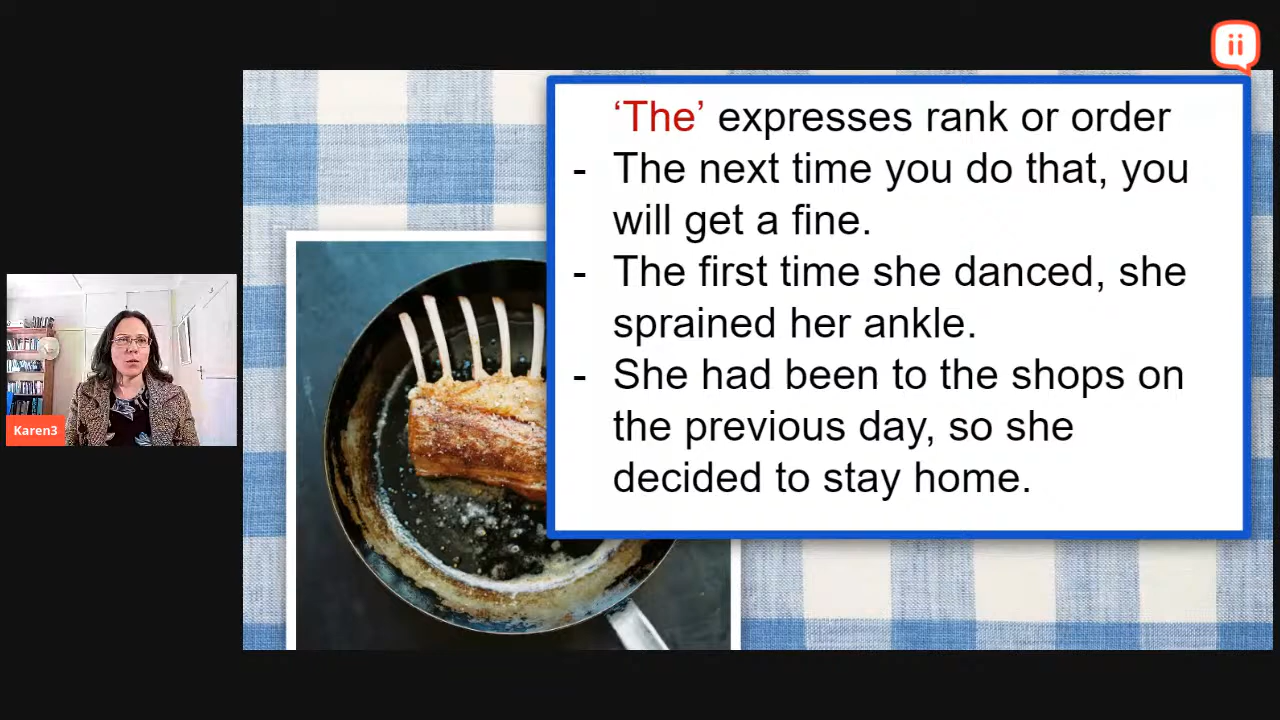 ‘The’ expresses rank or order
- The next time you do that, you
will get a fine.
- The first time she danced, she
sprained her ankle.
- She had been to the shops on
the previous day, so she
decided to stay home.
Karen3